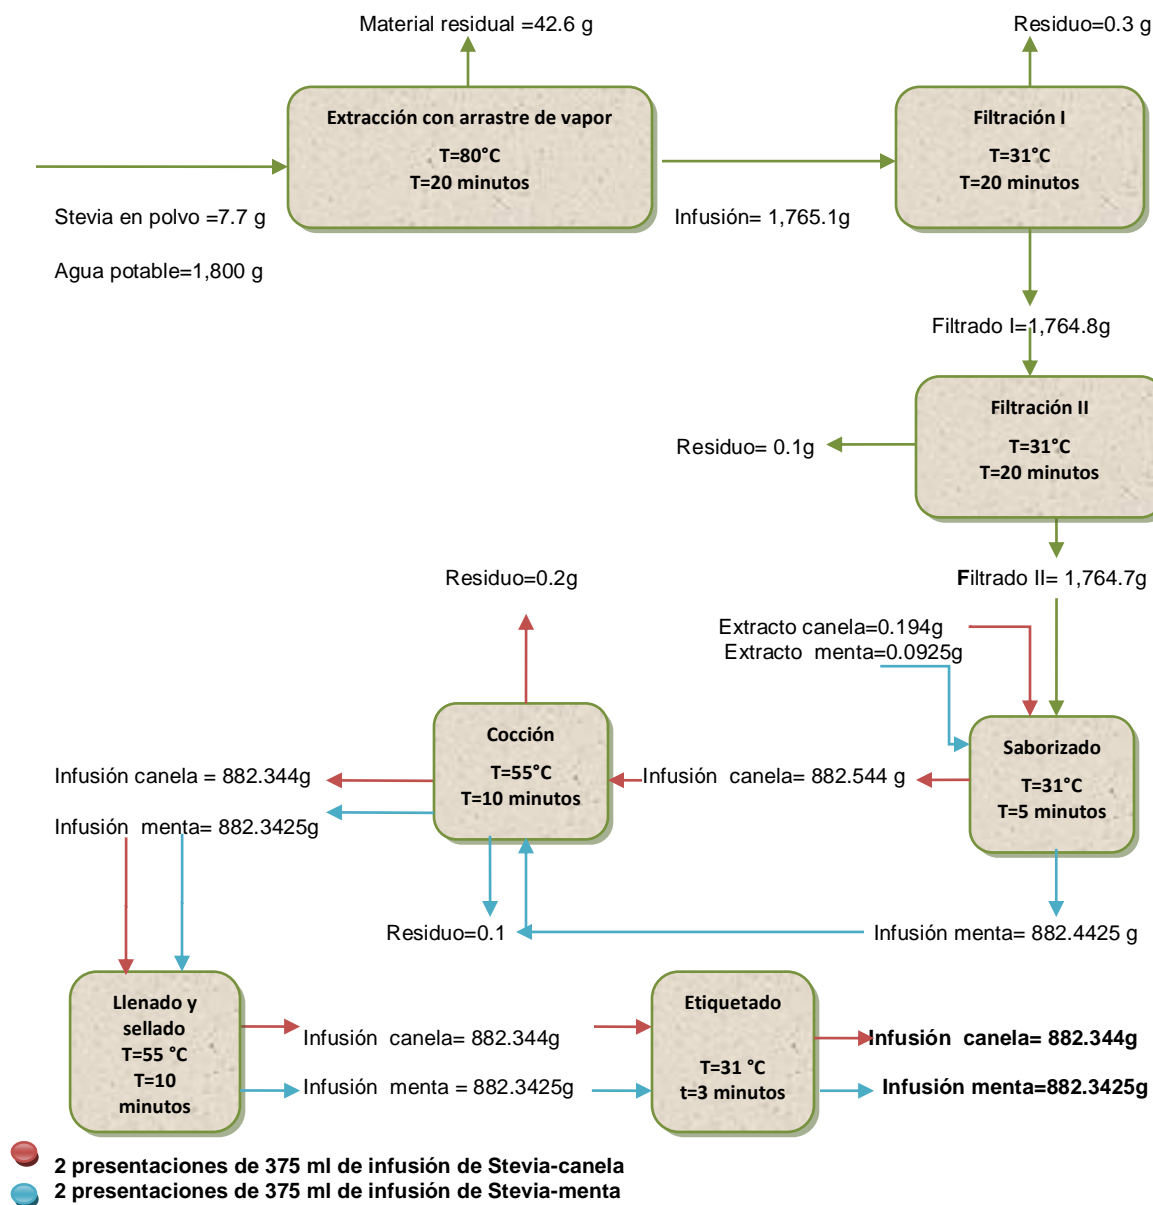 Material residual =42.6 g
Residuo=0.3 g
Extracción con arrastre de vapor
T=80°C
T=20 minutos
Filtración I
T=31°C
T=20 minutos
Stevia en polvo =7.7 g
Agua potable=1,800 g
Infusión= 1,765.1g
Filtrado I=1,764.8g
Filtración II
T=31°C
T=20 minutos
Residuo= 0.1g
Filtrado II= 1,764.7g
Residuo=0.2g
Extracto canela=0.194g
Extracto menta=0.0925g
Cocción
T=55°C
T=10 minutos
Saborizado
T=31°C
T=5 minutos
Infusión canela = 882.344g
Infusión canela= 882.544 g
Infusión menta= 882.3425g
Residuo=0.1
Infusión menta= 882.4425 g
Llenado y
sellado
T=55 °C
T=10
minutos
Infusión canela= 882.344g
Infusión menta = 882.3425g
Etiquetado
T=31 °C
t=3 minutos
Infusión canela= 882.344g
Infusión menta=882.3425g
2 presentaciones de 375 ml de infusión de Stevia-canela
2 presentaciones de 375 ml de infusión de Stevia-menta